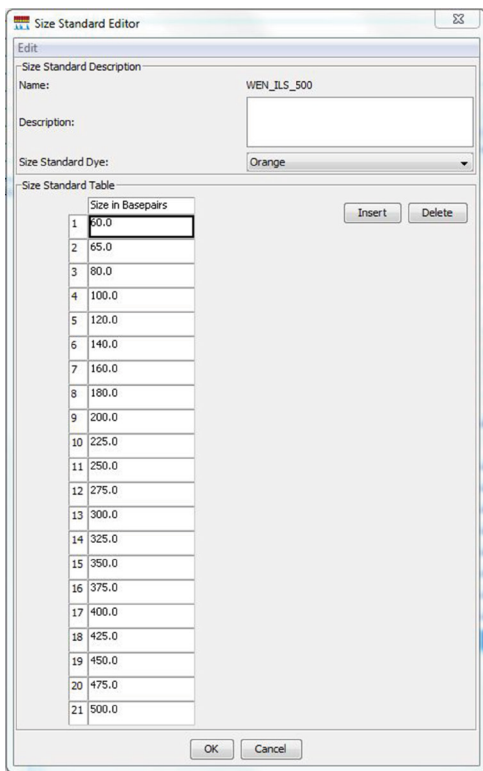 Size Standard Editor
Edit
Size Standard Description
Name: WEN_ILS_500
Description:
Size Standard Dye: Orange
Size Standard Table
Size in Basepairs
Insert Delete
1 60.0
2 65.0
3 80.0
4 100.0
5 120.0
6 140.0
7 160.0
8 180.0
9 200.0
10 225.0
11 250.0
12 275.0
13 300.0
14 325.0
15 350.0
16 375.0
17 400.0
18 425.0
19 450.0
20 475.0
21 500.0
OK Cancel